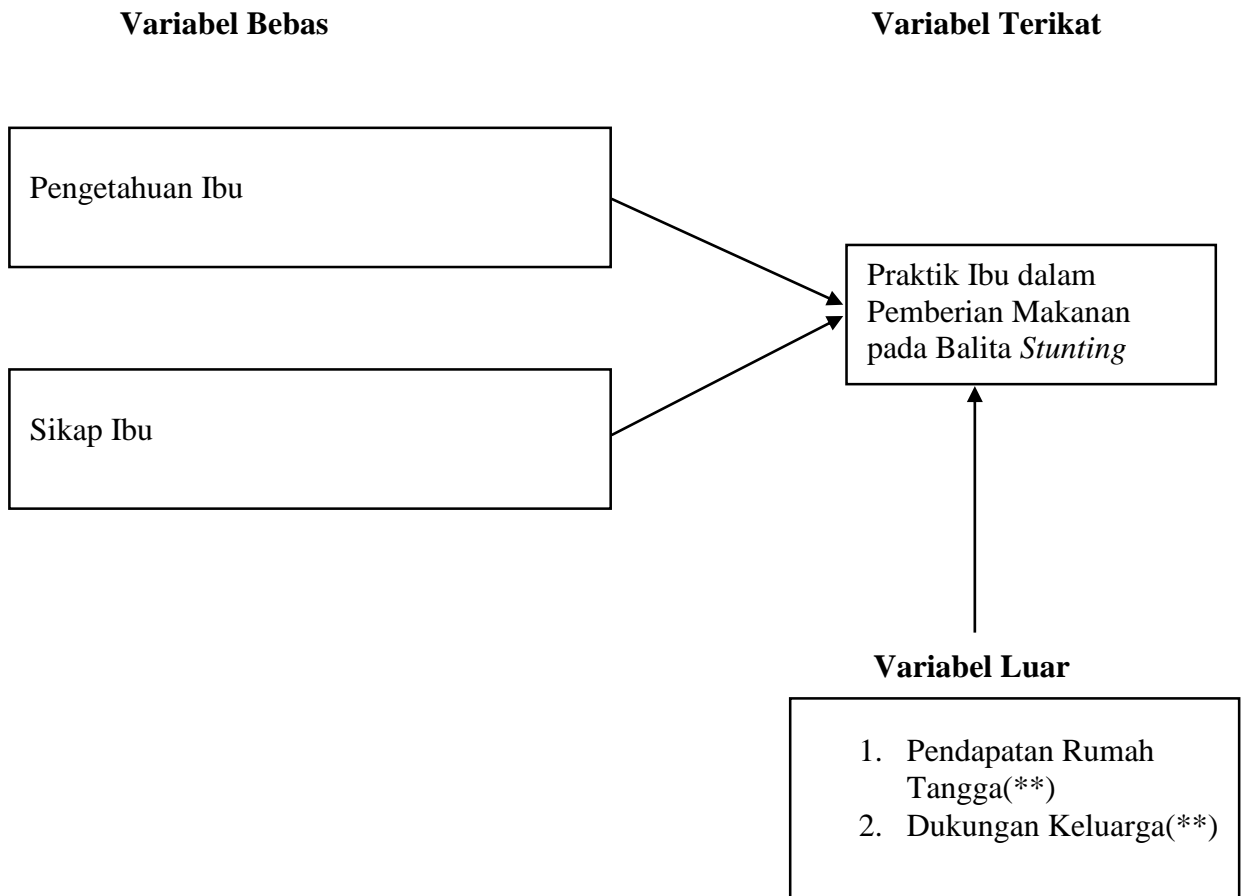 Variabel Bebas
Variabel Terikat
Pengetahuan Ibu
Praktik Ibu dalam
Pemberian Makanan
pada Balita Stunting
Sikap Ibu
Variabel Luar
1. Pendapatan Rumah
Tangga(**)
2. Dukungan Keluarga(**)